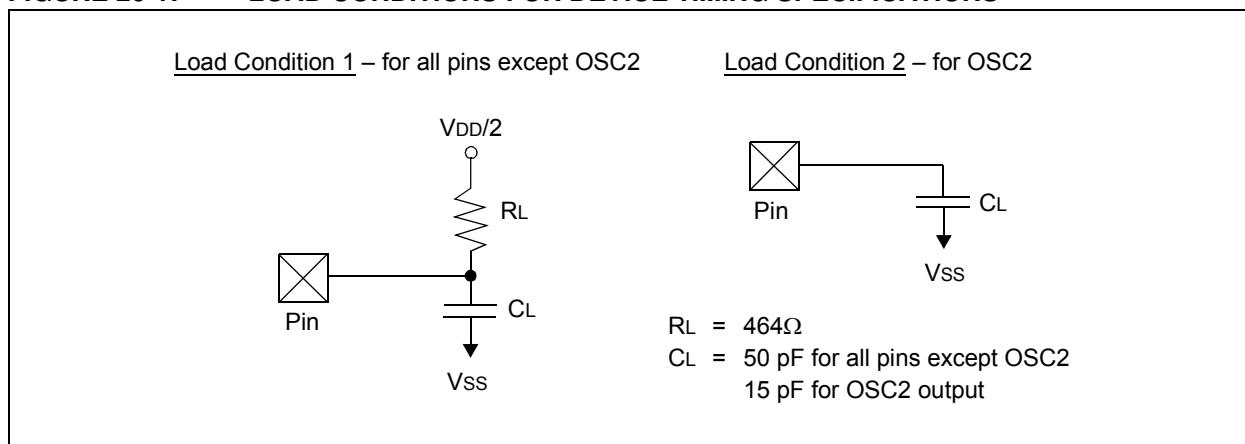 Load Condition 1 – for all pins except OSC2
Load Condition 2 – for OSC2
VDD/2
RL
Pin
CL
VSS
Pin
CL
VSS
RL = 464Ω
CL = 50 pF for all pins except OSC2
15 pF for OSC2 output